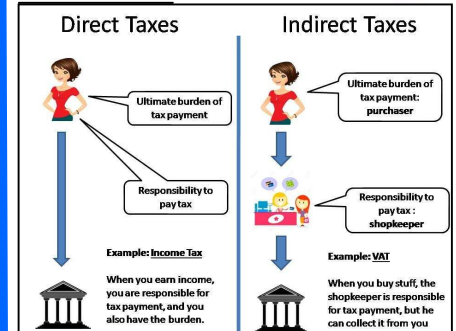 Direct Taxes
Ultimate burden of
tax payment
Responsibility to
pay tax
Example: Income Tax
When you earn income,
you are responsible for
tax payment, and you
also have the burden.
Indirect Taxes
Ultimate burden of
tax payment:
purchaser
Responsibility to
pay tax :
shopkeeper
Example: VAT
When you buy stuff, the
shopkeeper is responsible
for tax payment, but he
can collect it from you